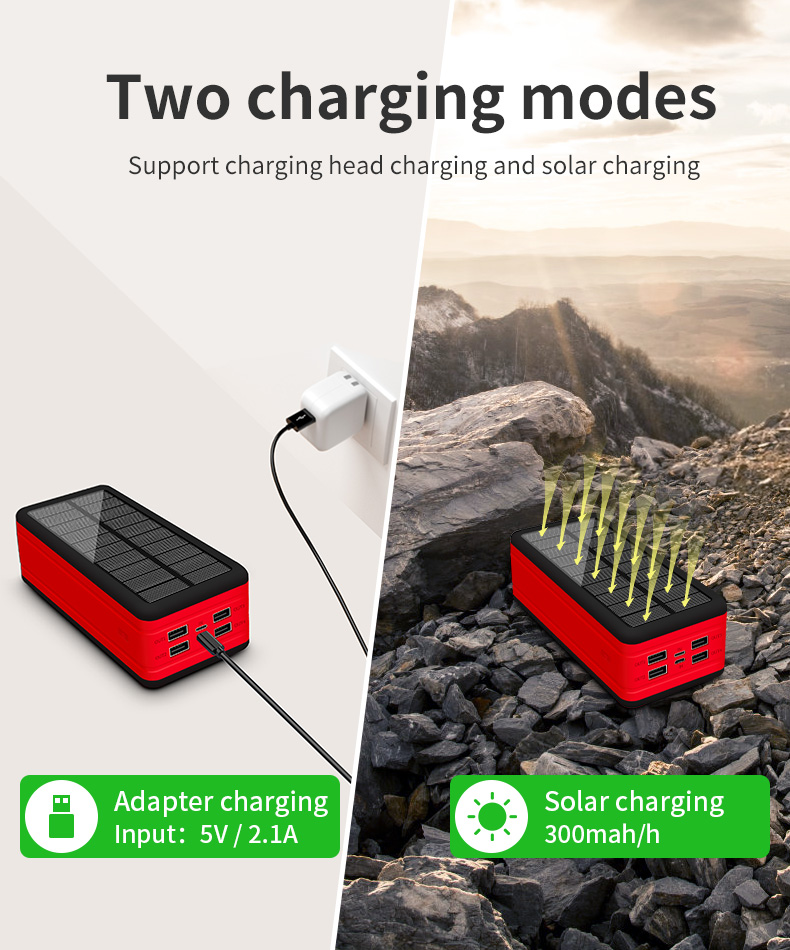 Two charging modes
Support charging head charging and solar charging
Adapter charging
Input：5V / 2.1A
Solar charging
300mah/h